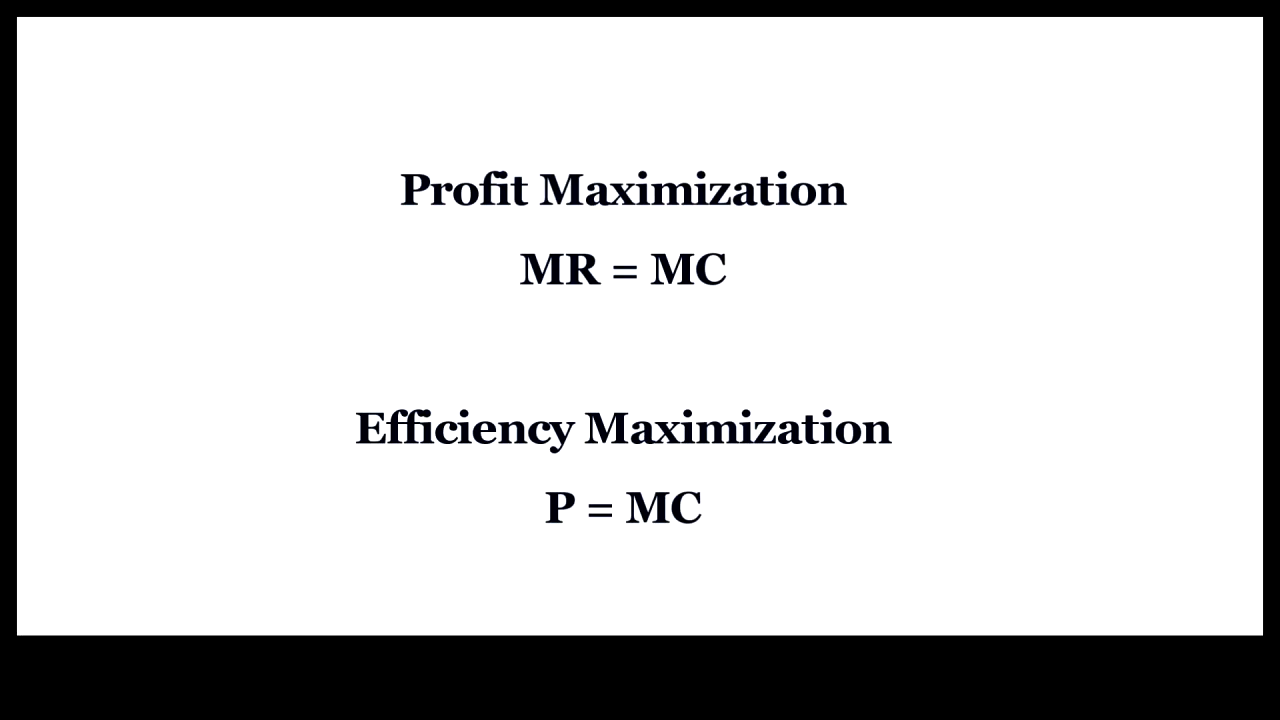 Profit Maximization
MR = MC
Efficiency Maximization
P = MC